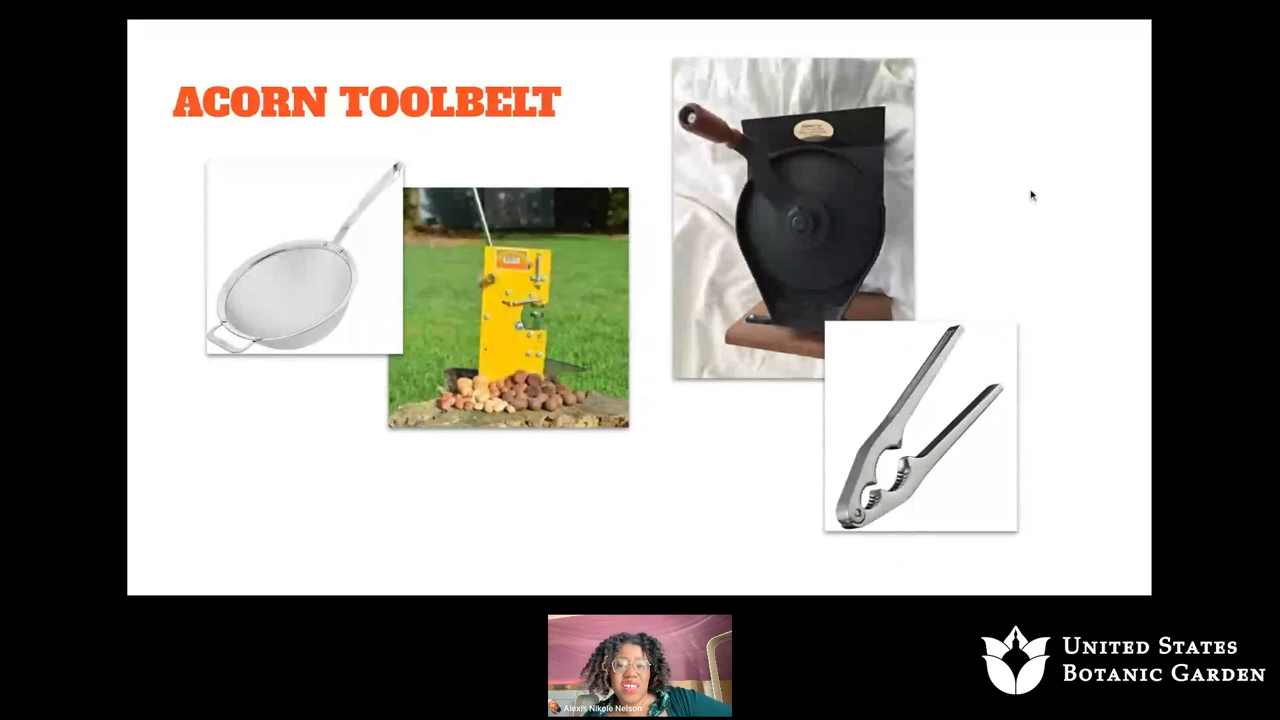 ACORN TOOLBELT
Alexis Nikole Nelson
UNITED STATES
BOTANIC GARDEN